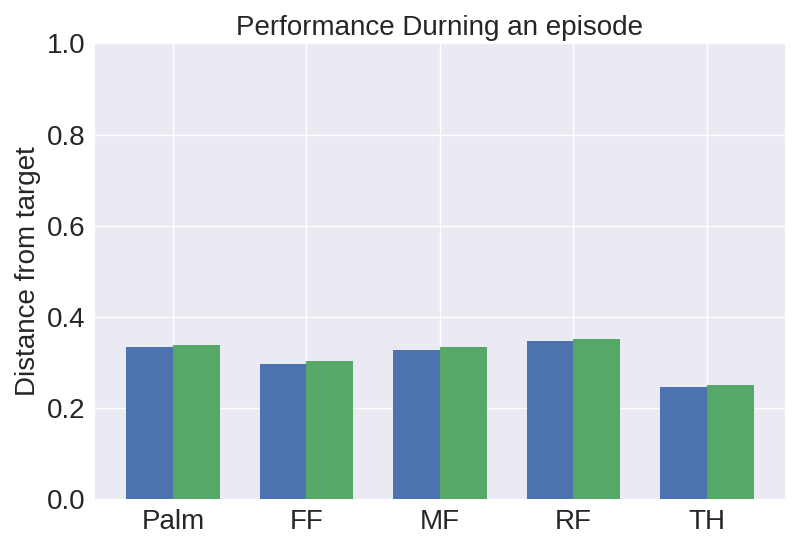 Performance Durning an episode
Distance from target
1.0
0.8
0.6
0.4
0.2
0.0
Palm FF MF RF TH